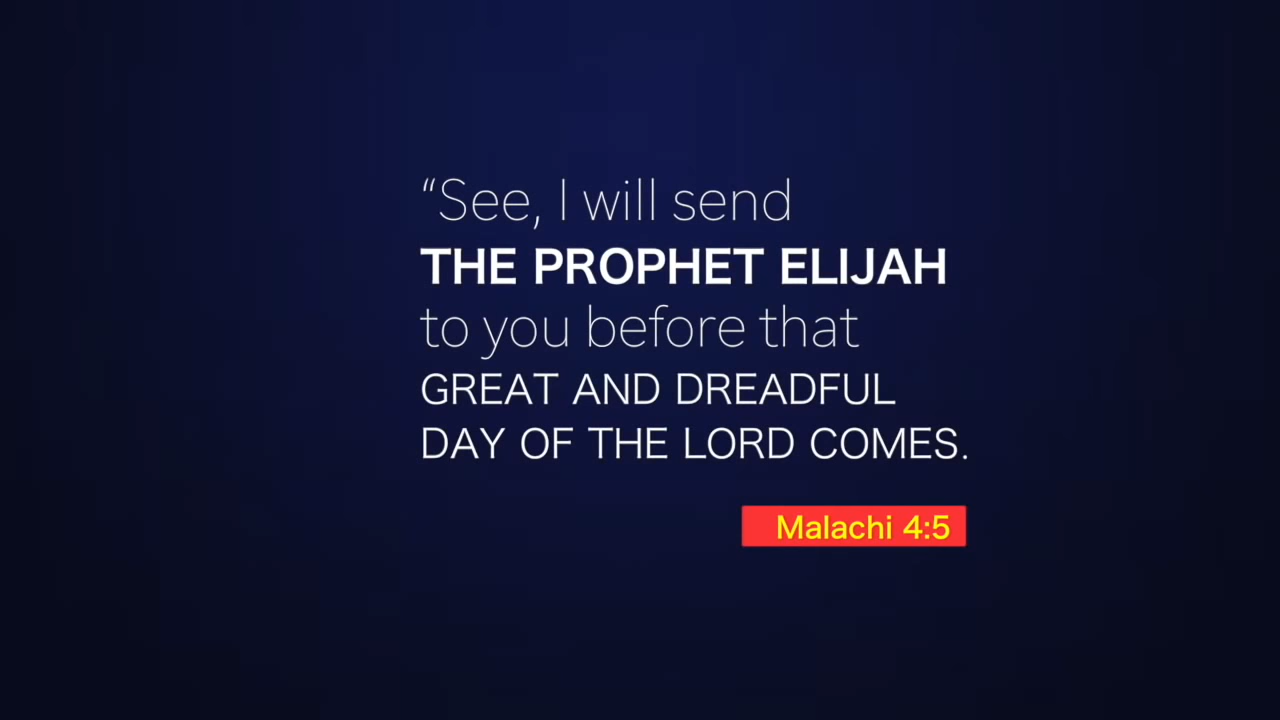 “See, I will send
THE PROPHET ELIJAH
to you before that
GREAT AND DREADFUL
DAY OF THE LORD COMES.
Malachi 4:5